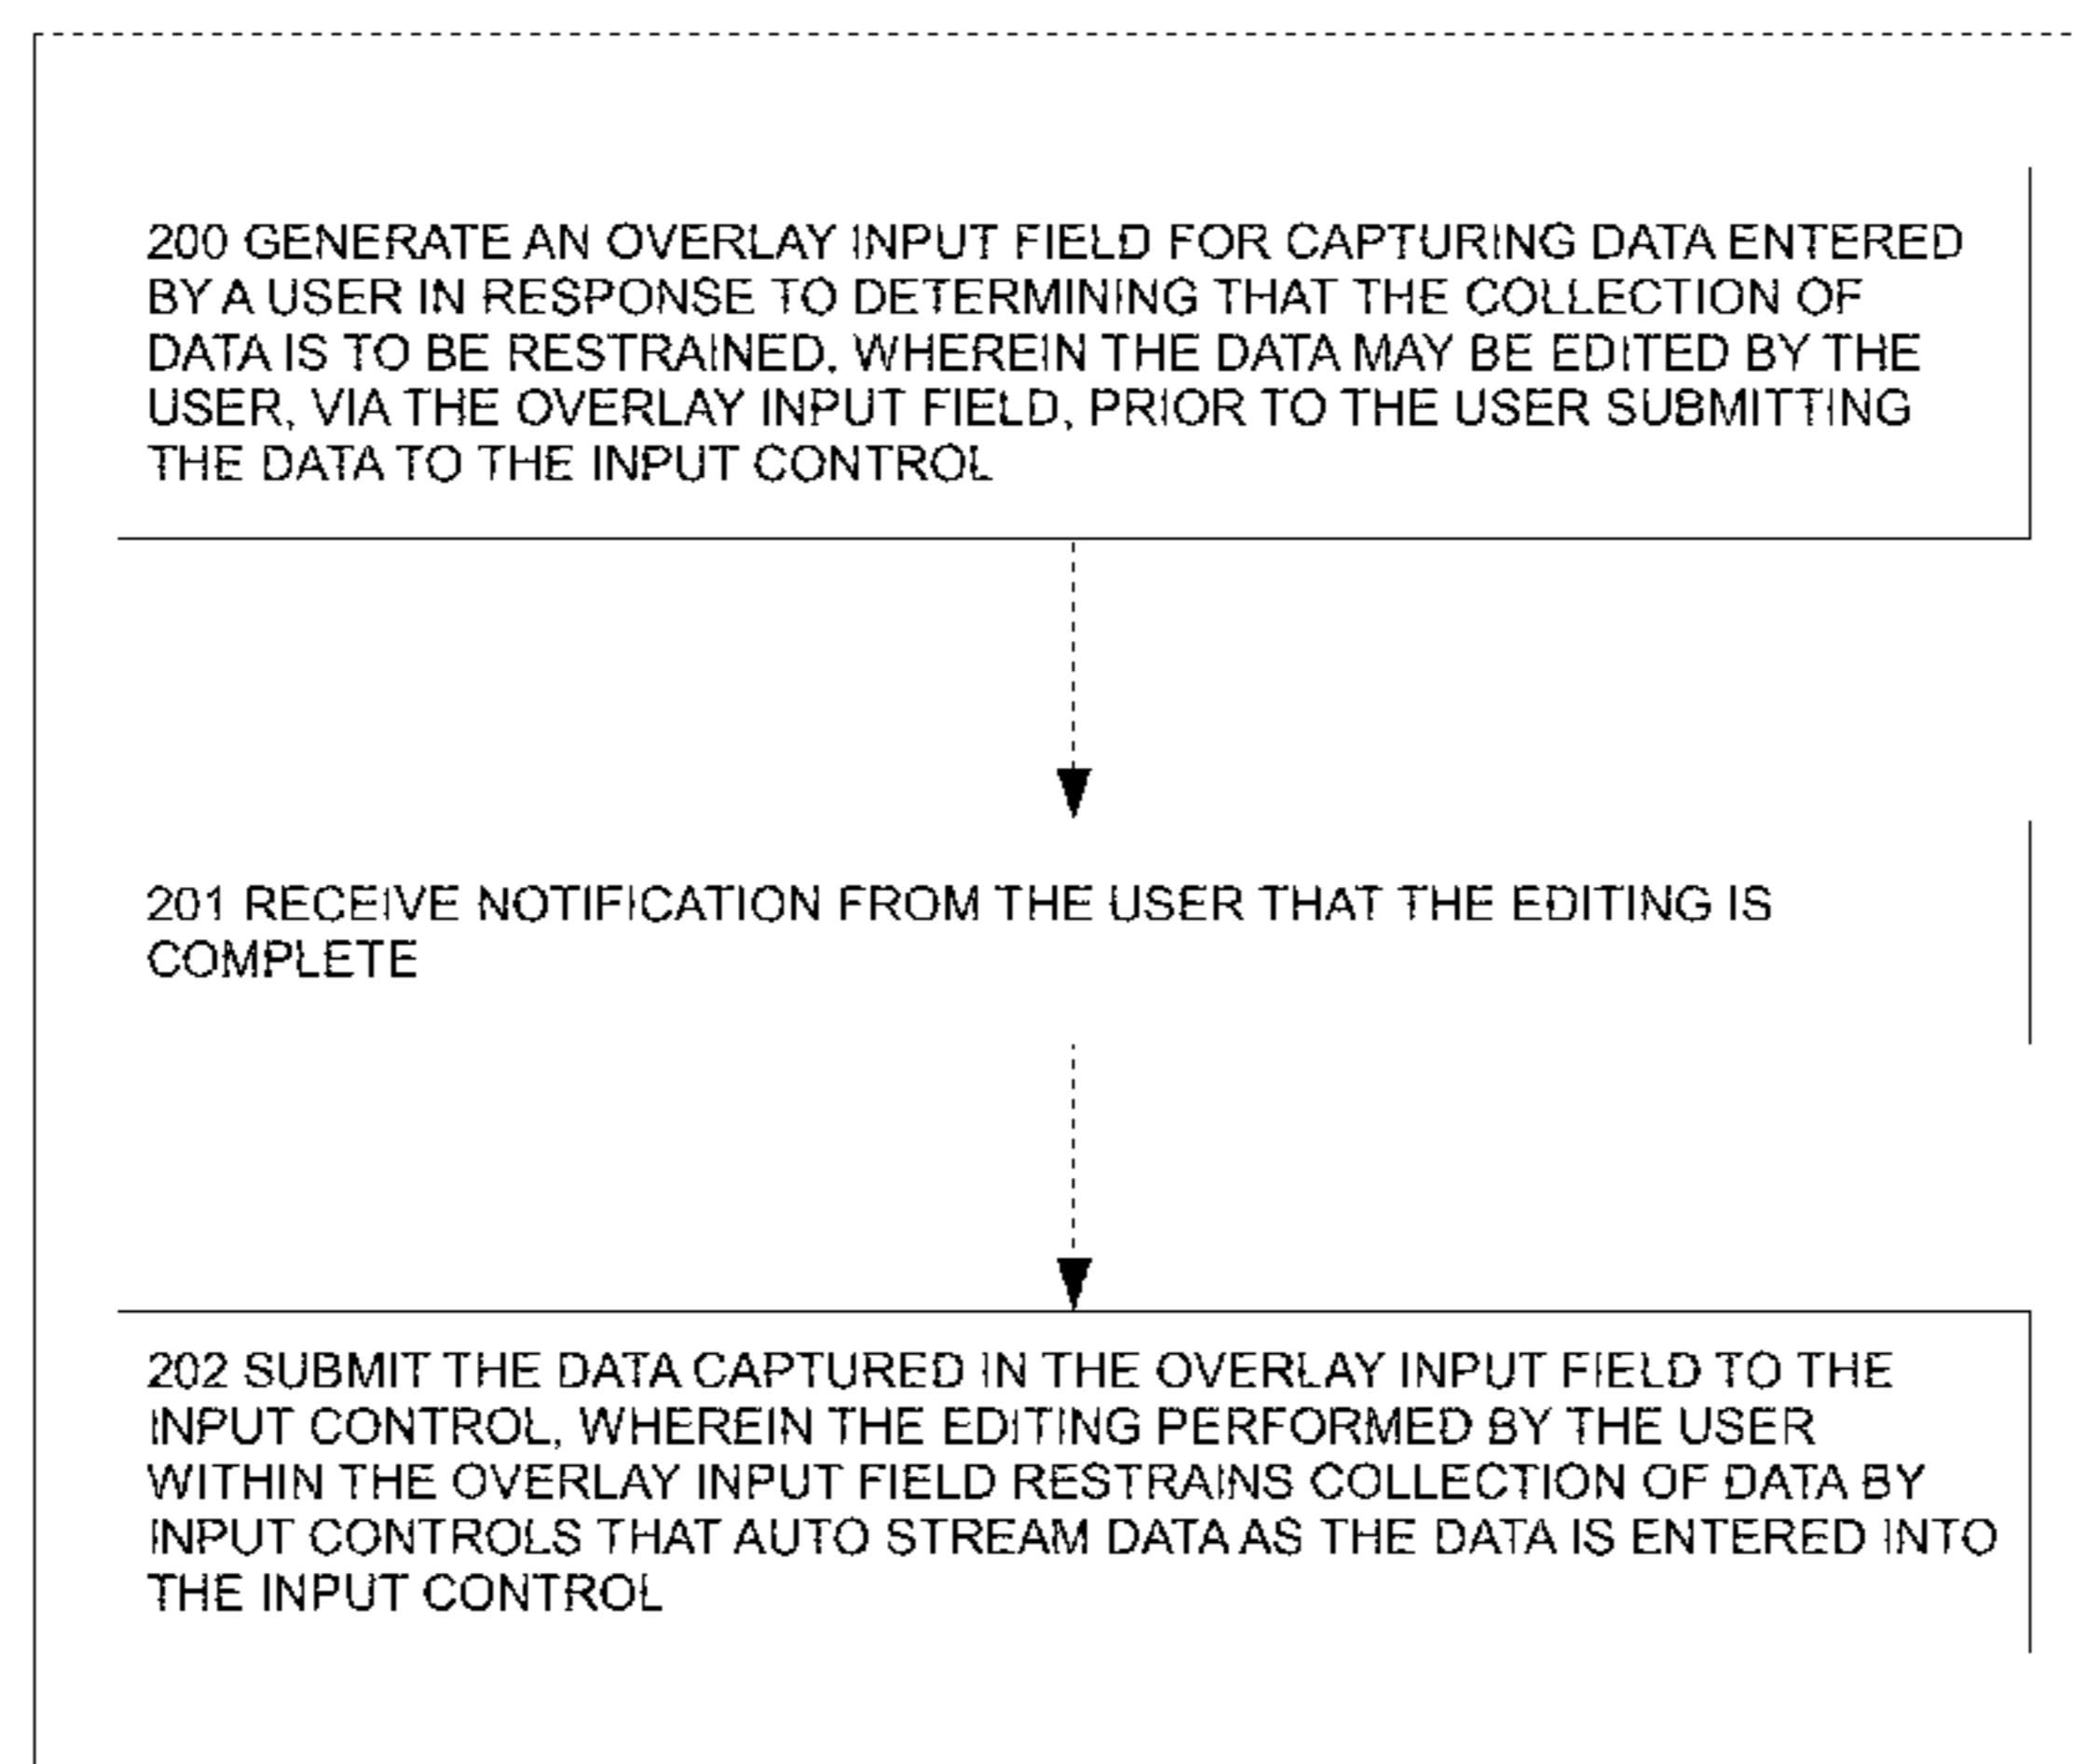 200 GENERATE AN OVERLAY INPUT FIELD FOR CAPTURING DATA ENTERED
BY A USER IN RESPONSE TO DETERMINING THAT THE COLLECTION OF
DATA IS TO BE RESTRAINED, WHEREIN THE DATA MAY BE EDITED BY THE
USER, VIA THE OVERLAY INPUT FIELD, PRIOR TO THE USER SUBMITTING
THE DATA TO THE INPUT CONTROL
201 RECEIVE NOTIFICATION FROM THE USER THAT THE EDITING IS
COMPLETE
202 SUBMIT THE DATA CAPTURED IN THE OVERLAY INPUT FIELD TO THE
INPUT CONTROL, WHEREIN THE EDITING PERFORMED BY THE USER
WITHIN THE OVERLAY INPUT FIELD RESTRAINS COLLECTION OF DATA BY
INPUT CONTROLS THAT AUTO STREAM DATA AS THE DATA IS ENTERED INTO
THE INPUT CONTROL